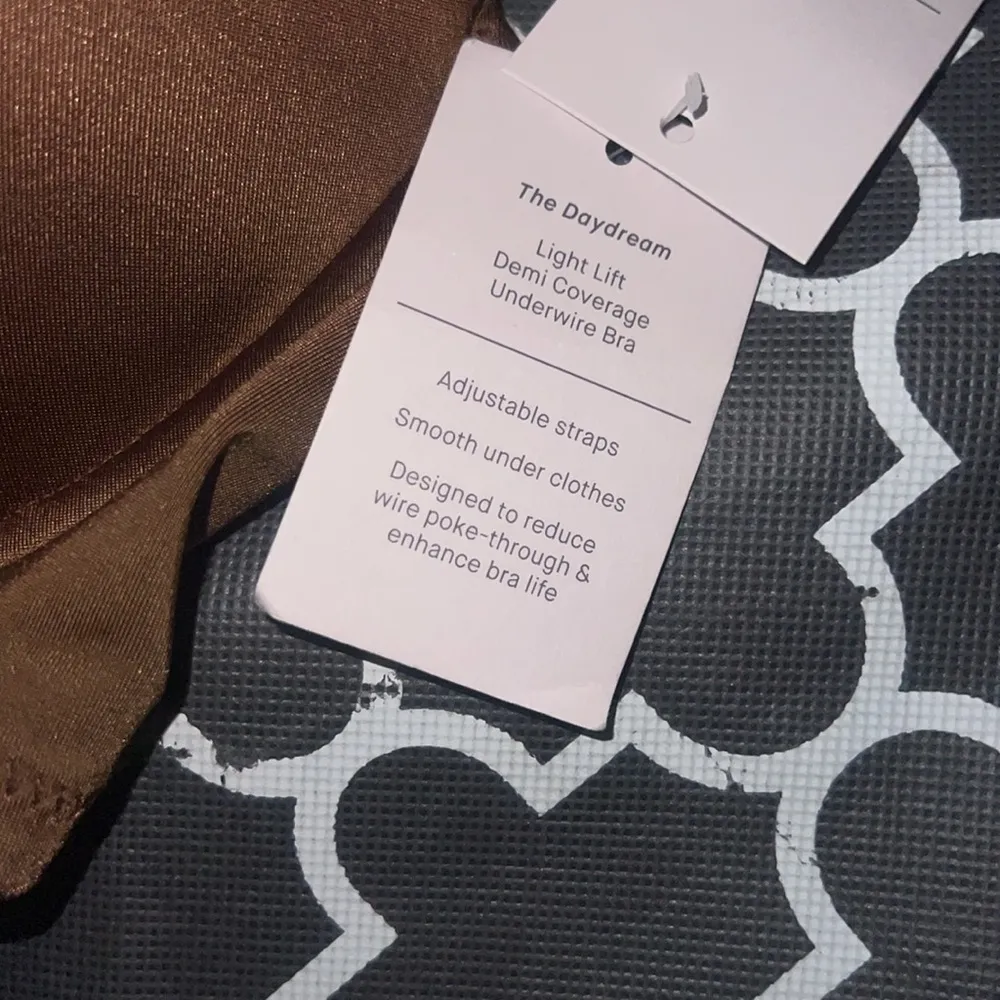 The Daydream
Light Lift
Demi Coverage
Underwire Bra
Adjustable straps
Smooth under clothes
Designed to reduce
wire poke-through &
enhance bra life